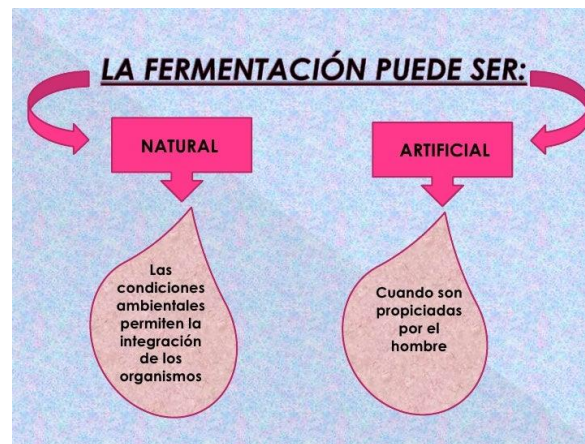 LA FERMENTACIÓN PUEDE SER:
NATURAL
ARTIFICIAL
Las
condiciones
ambientales
permiten la
integración
de los
organismos
Cuando son
propiciadas
por el
hombre